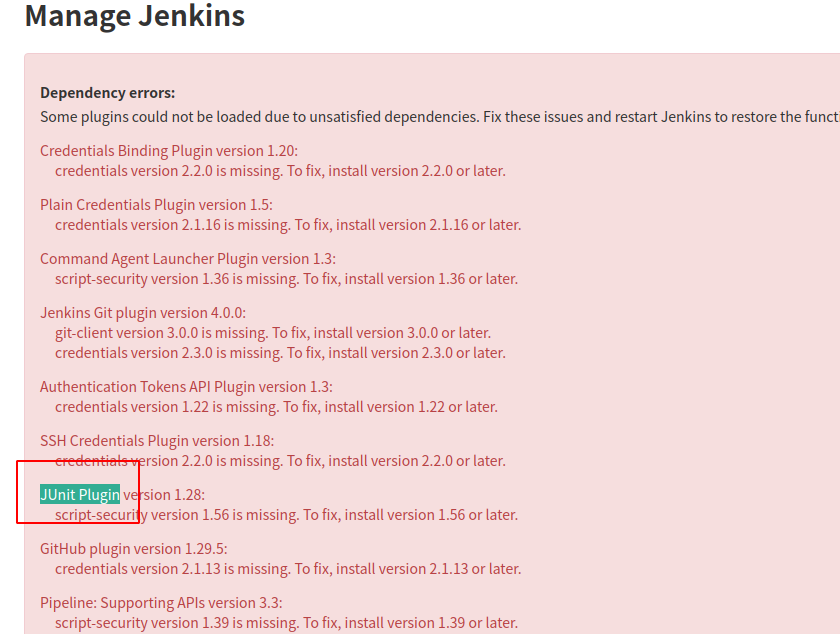 Manage Jenkins
Dependency errors:
Some plugins could not be loaded due to unsatisfied dependencies. Fix these issues and restart Jenkins to restore the
Credentials Binding Plugin version 1.20:
credentials version 2.2.0 is missing. To fix, install version 2.2.0 or later.
Plain Credentials Plugin version 1.5:
credentials version 2.1.16 is missing. To fix, install version 2.1.16 or later.
Command Agent Launcher Plugin version 1.3:
script-security version 1.36 is missing. To fix, install version 1.36 or later.
Jenkins Git plugin version 4.0.0:
git-client version 3.0.0 is missing. To fix, install version 3.0.0 or later.
credentials version 2.3.0 is missing. To fix, install version 2.3.0 or later.
Authentication Tokens API Plugin version 1.3:
credentials version 1.22 is missing. To fix, install version 1.22 or later.
SSH Credentials Plugin version 1.18:
credentials version 2.2.0 is missing. To fix, install version 2.2.0 or later.
JUnit Plugin version 1.28:
script-security version 1.56 is missing. To fix, install version 1.56 or later.
GitHub plugin version 1.29.5:
credentials version 2.1.13 is missing. To fix, install version 2.1.13 or later.
Pipeline: Supporting APIs version 3.3:
script-security version 1.39 is missing. To fix, install version 1.39 or later.